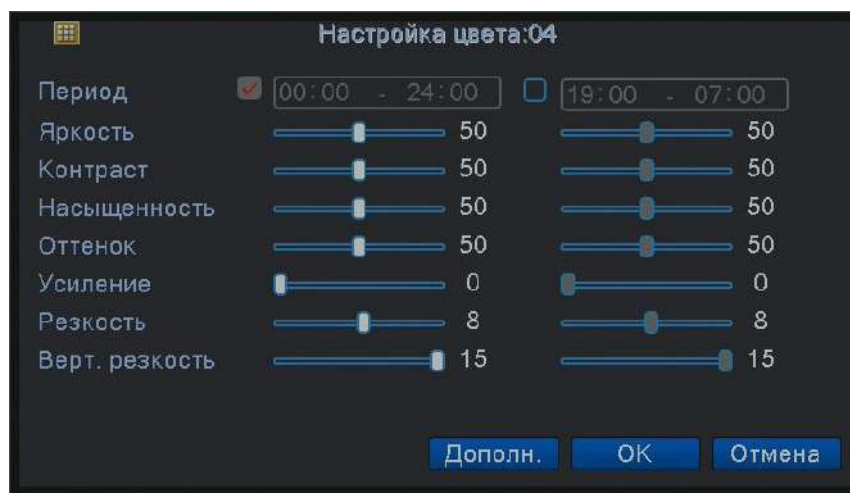 Настройка цвета:04
Период 00:00 - 24:00 19:00 - 07:00
Яркость 50 50
Контраст 50 50
Насыщенность 50 50
Оттенок 50 50
Усиление 0 0
Резкость 8 8
Верт. резкость 15 15
Дополн. OK Отмена